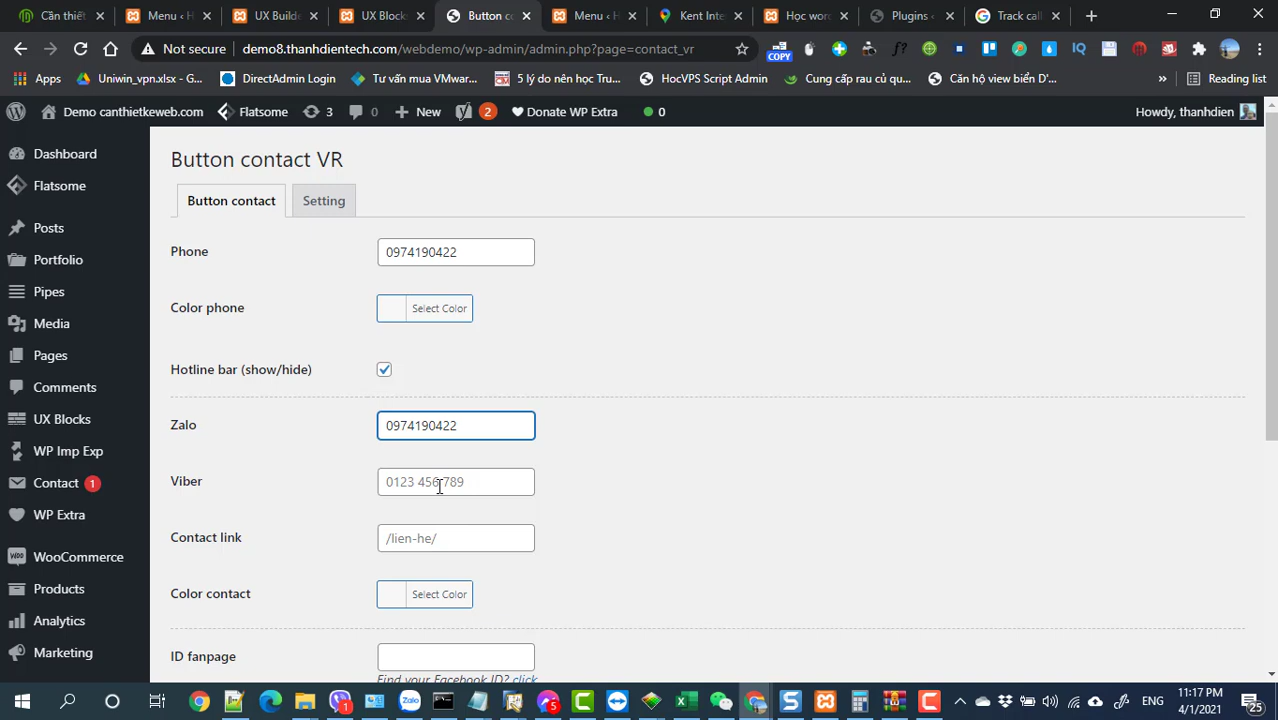 Cần thiết
Menu ‹ H
UX Builde
UX Block
Button co
Menu ‹ H
Kent Inte
Học word
Plugins ‹
Track call
Not secure
demo8.thanhdientech.com/webdemo/wp-admin/admin.php?page=contact_vr
COPY
Apps
Uniwin_vpn.xlsx - G...
DirectAdmin Login
Tư vấn mua VMwar...
5 lý do nên học Tru...
HocVPS Script Admin
Cung cấp rau củ qu...
Căn hộ view biển D'...
»
Reading list
Demo canthietkeweb.com
Flatsome
3
0
New
2
Donate WP Extra
0
Howdy, thanhdien
Dashboard
Flatsome
Posts
Portfolio
Pipes
Media
Pages
Comments
UX Blocks
WP Imp Exp
Contact 1
WP Extra
WooCommerce
Products
Analytics
Marketing
Button contact VR
Button contact
Setting
Phone
0974190422
Color phone
Select Color
Hotline bar (show/hide)
Zalo
0974190422
Viber
0123 456 789
Contact link
/lien-he/
Color contact
Select Color
ID fanpage
Find your Facebook ID? click
ENG
11:17 PM
4/1/2021
25